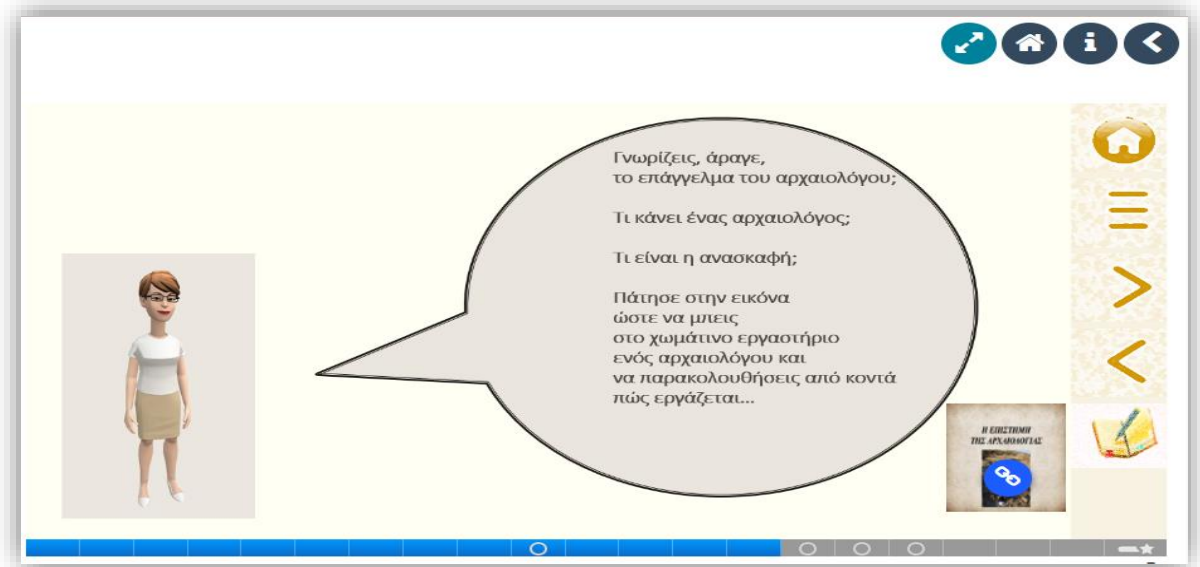 Γνωρίζεις, άραγε,
το επάγγελμα του αρχαιολόγου;
Τι κάνει ένας αρχαιολόγος;
Τι είναι η ανασκαφή;
Πάτησε στην εικόνα
ώστε να μπεις
στο χωμάτινο εργαστήριο
ενός αρχαιολόγου και
να παρακολουθήσεις από κοντά
πώς εργάζεται...
Η ΕΠΙΣΤΗΜΗ
ΤΗΣ ΑΡΧΑΙΟΛΟΓΙΑΣ